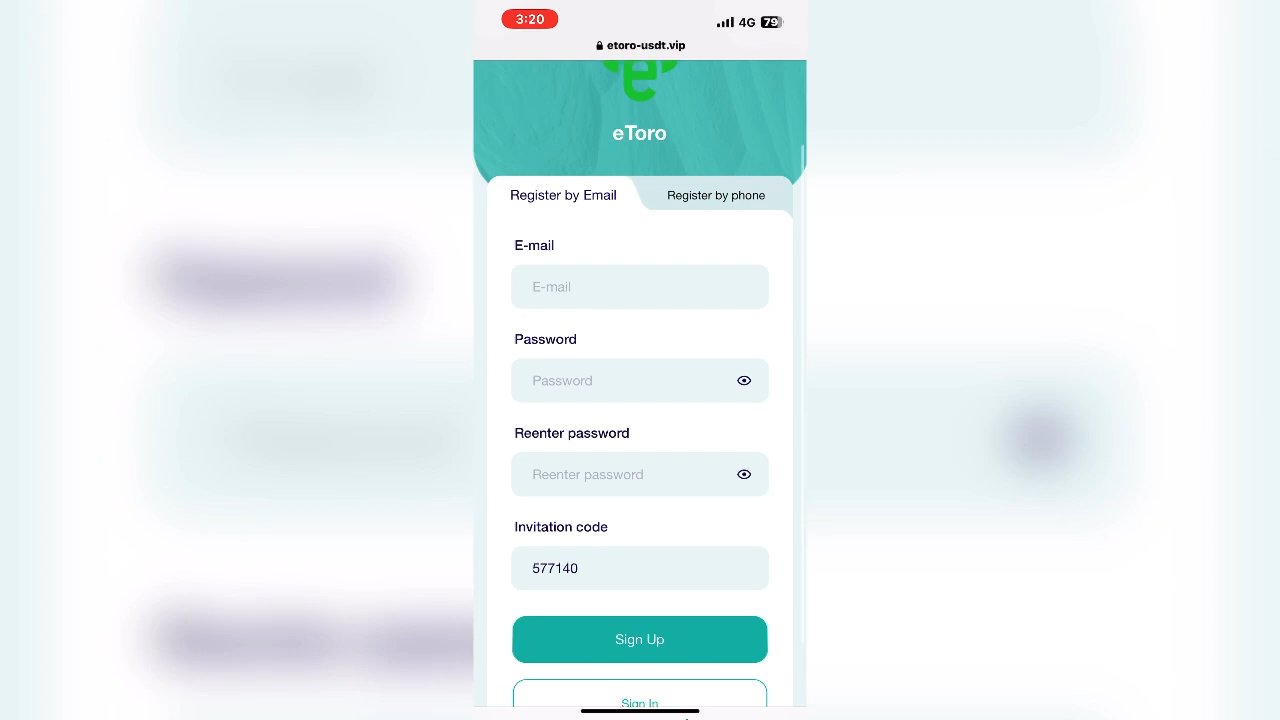 3:20
4G 79
etoro-usdt.vip
e
eToro
Register by Email
Register by phone
E-mail
E-mail
Password
Password
Reenter password
Reenter password
Invitation code
577140
Sign Up
Sign In